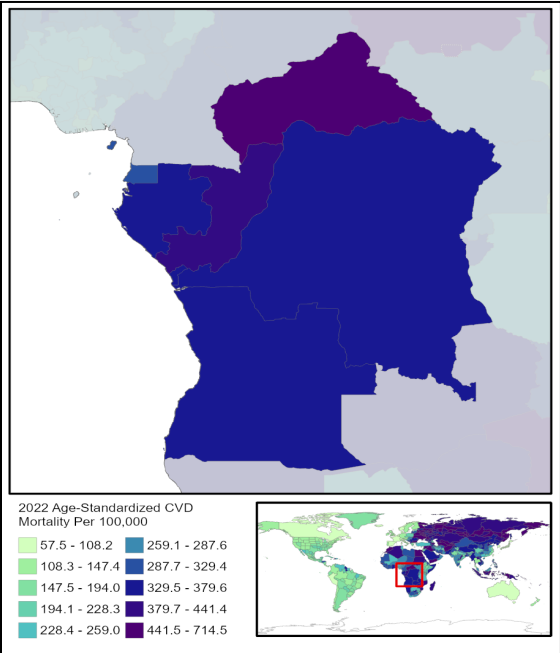 2022 Age-Standardized CVD
Mortality Per 100,000
57.5 - 108.2
108.3 - 147.4
147.5 - 194.0
194.1 - 228.3
228.4 - 259.0
259.1 - 287.6
287.7 - 329.4
329.5 - 379.6
379.7 - 441.4
441.5 - 714.5